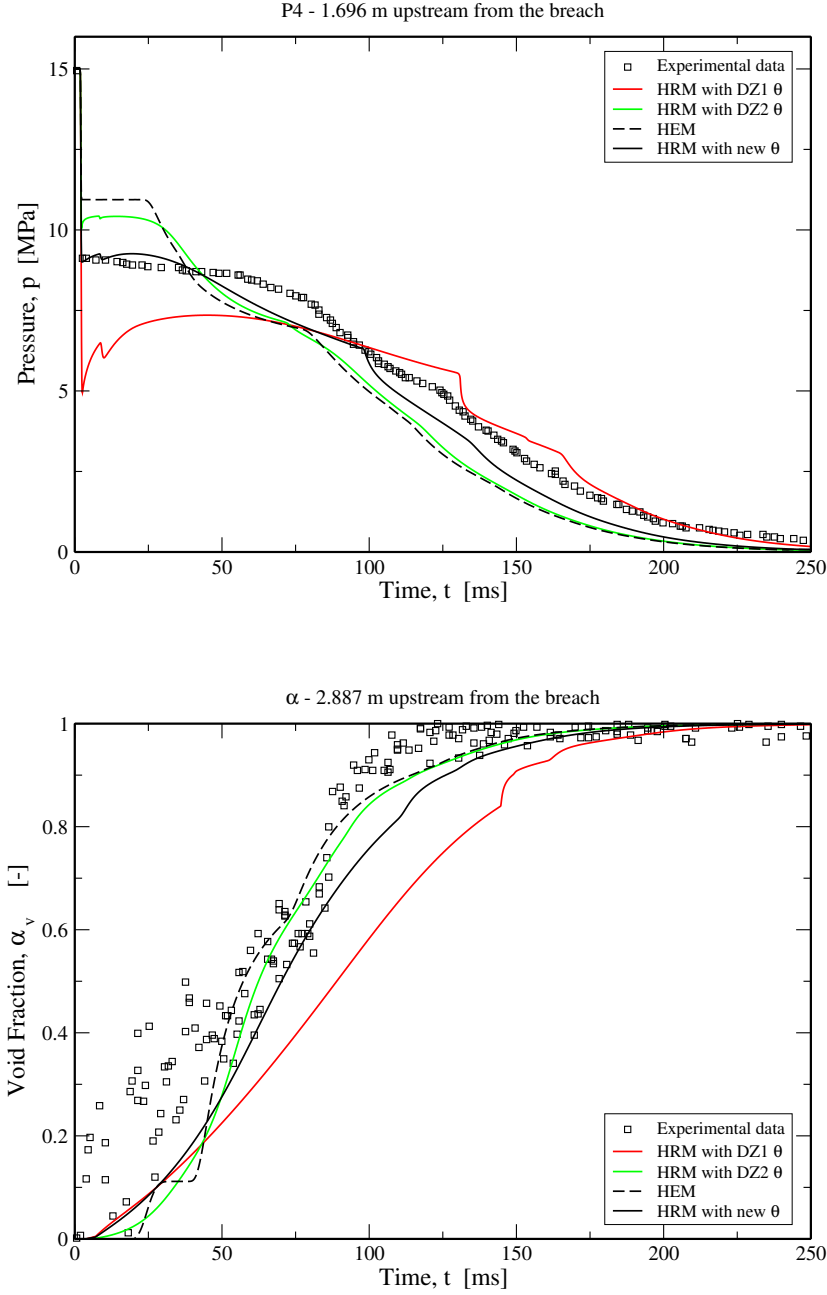 P4 - 1.696 m upstream from the breach
Pressure, p [MPa]
15
10
5
0
Experimental data
HRM with DZ1 θ
HRM with DZ2 θ
HEM
HRM with new θ
0 50 100 150 200 250
Time, t [ms]
α - 2.887 m upstream from the breach
Void Fraction, α_v [-]
1
0.8
0.6
0.4
0.2
0
Experimental data
HRM with DZ1 θ
HRM with DZ2 θ
HEM
HRM with new θ
0 50 100 150 200 250
Time, t [ms]